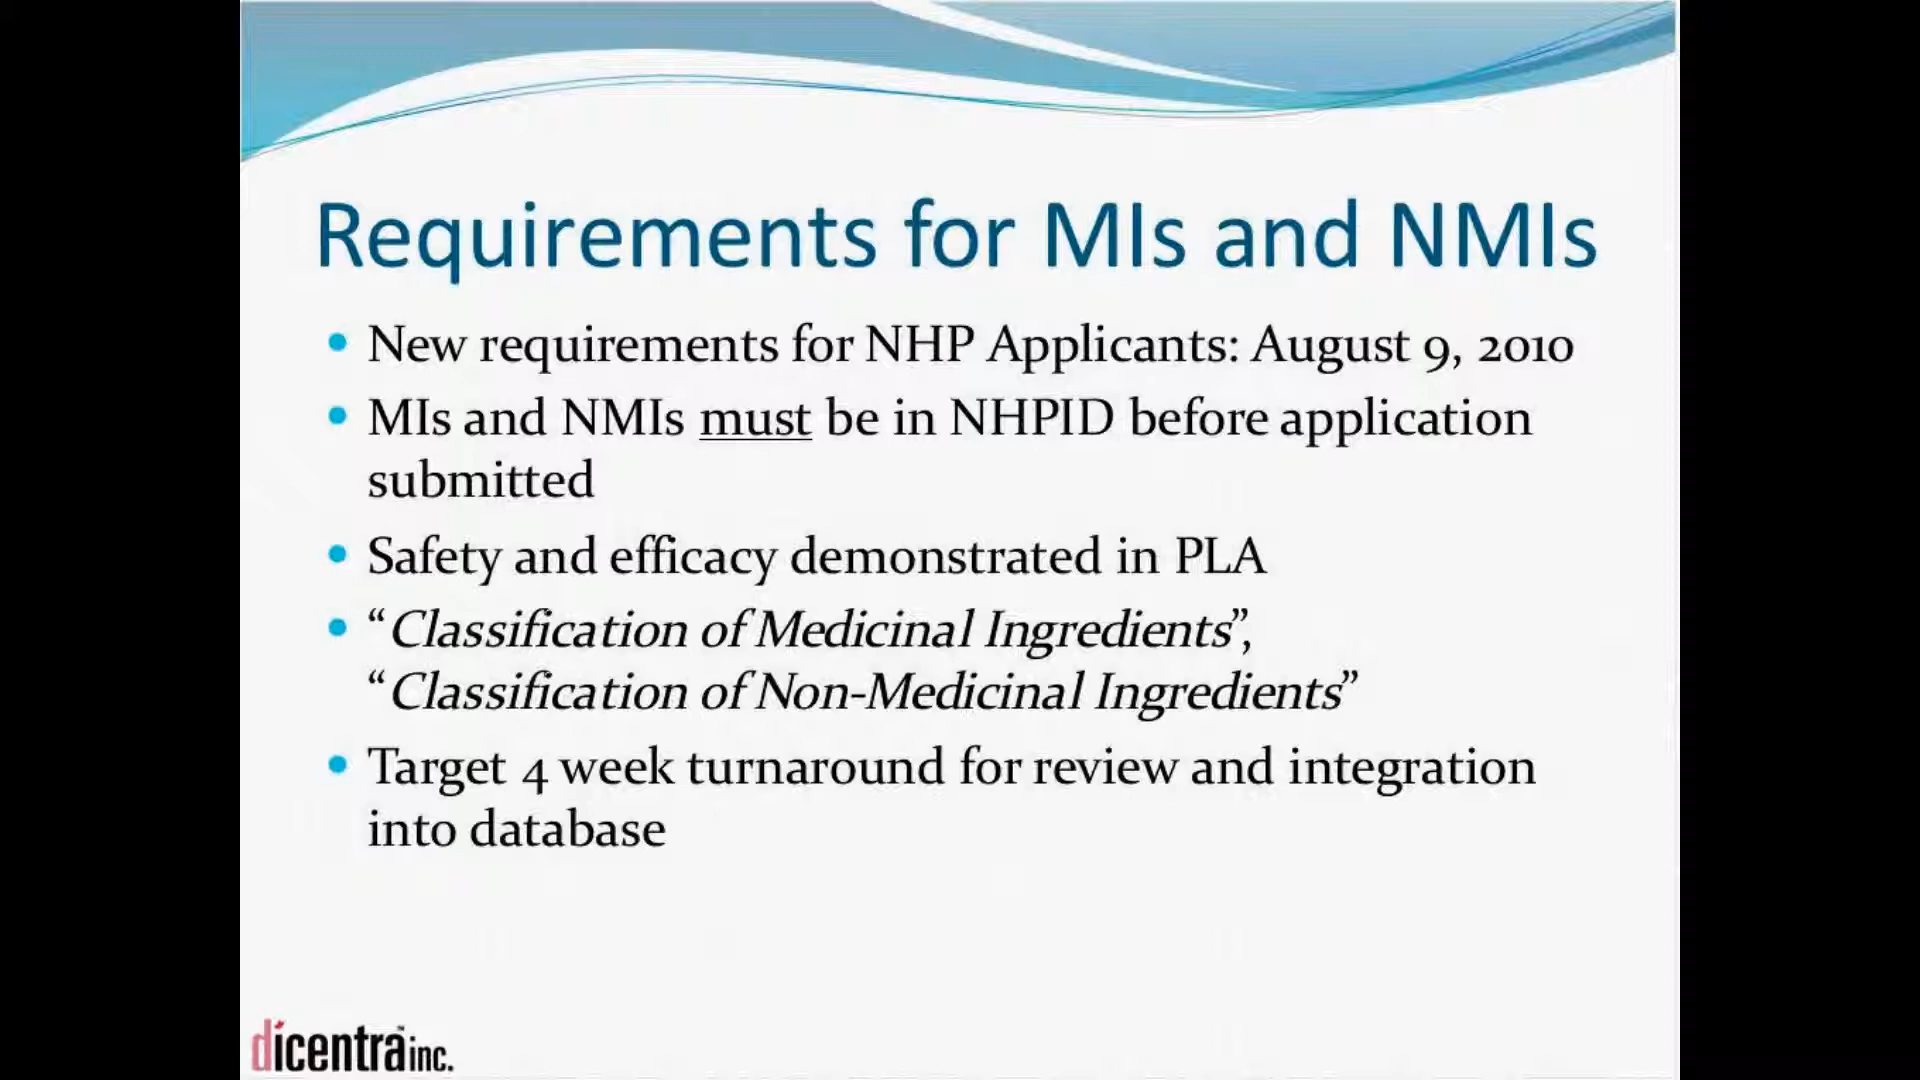 Requirements for MIs and NMIs
• New requirements for NHP Applicants: August 9, 2010
• MIs and NMIs must be in NHPID before application
submitted
• Safety and efficacy demonstrated in PLA
• “Classification of Medicinal Ingredients”,
“Classification of Non-Medicinal Ingredients”
• Target 4 week turnaround for review and integration
into database
dicentra inc.